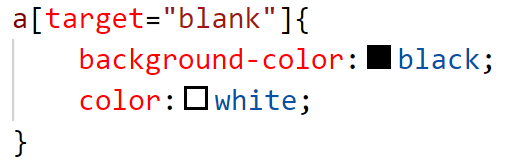 a[target="blank"]{
    background-color: black;
    color: white;
}